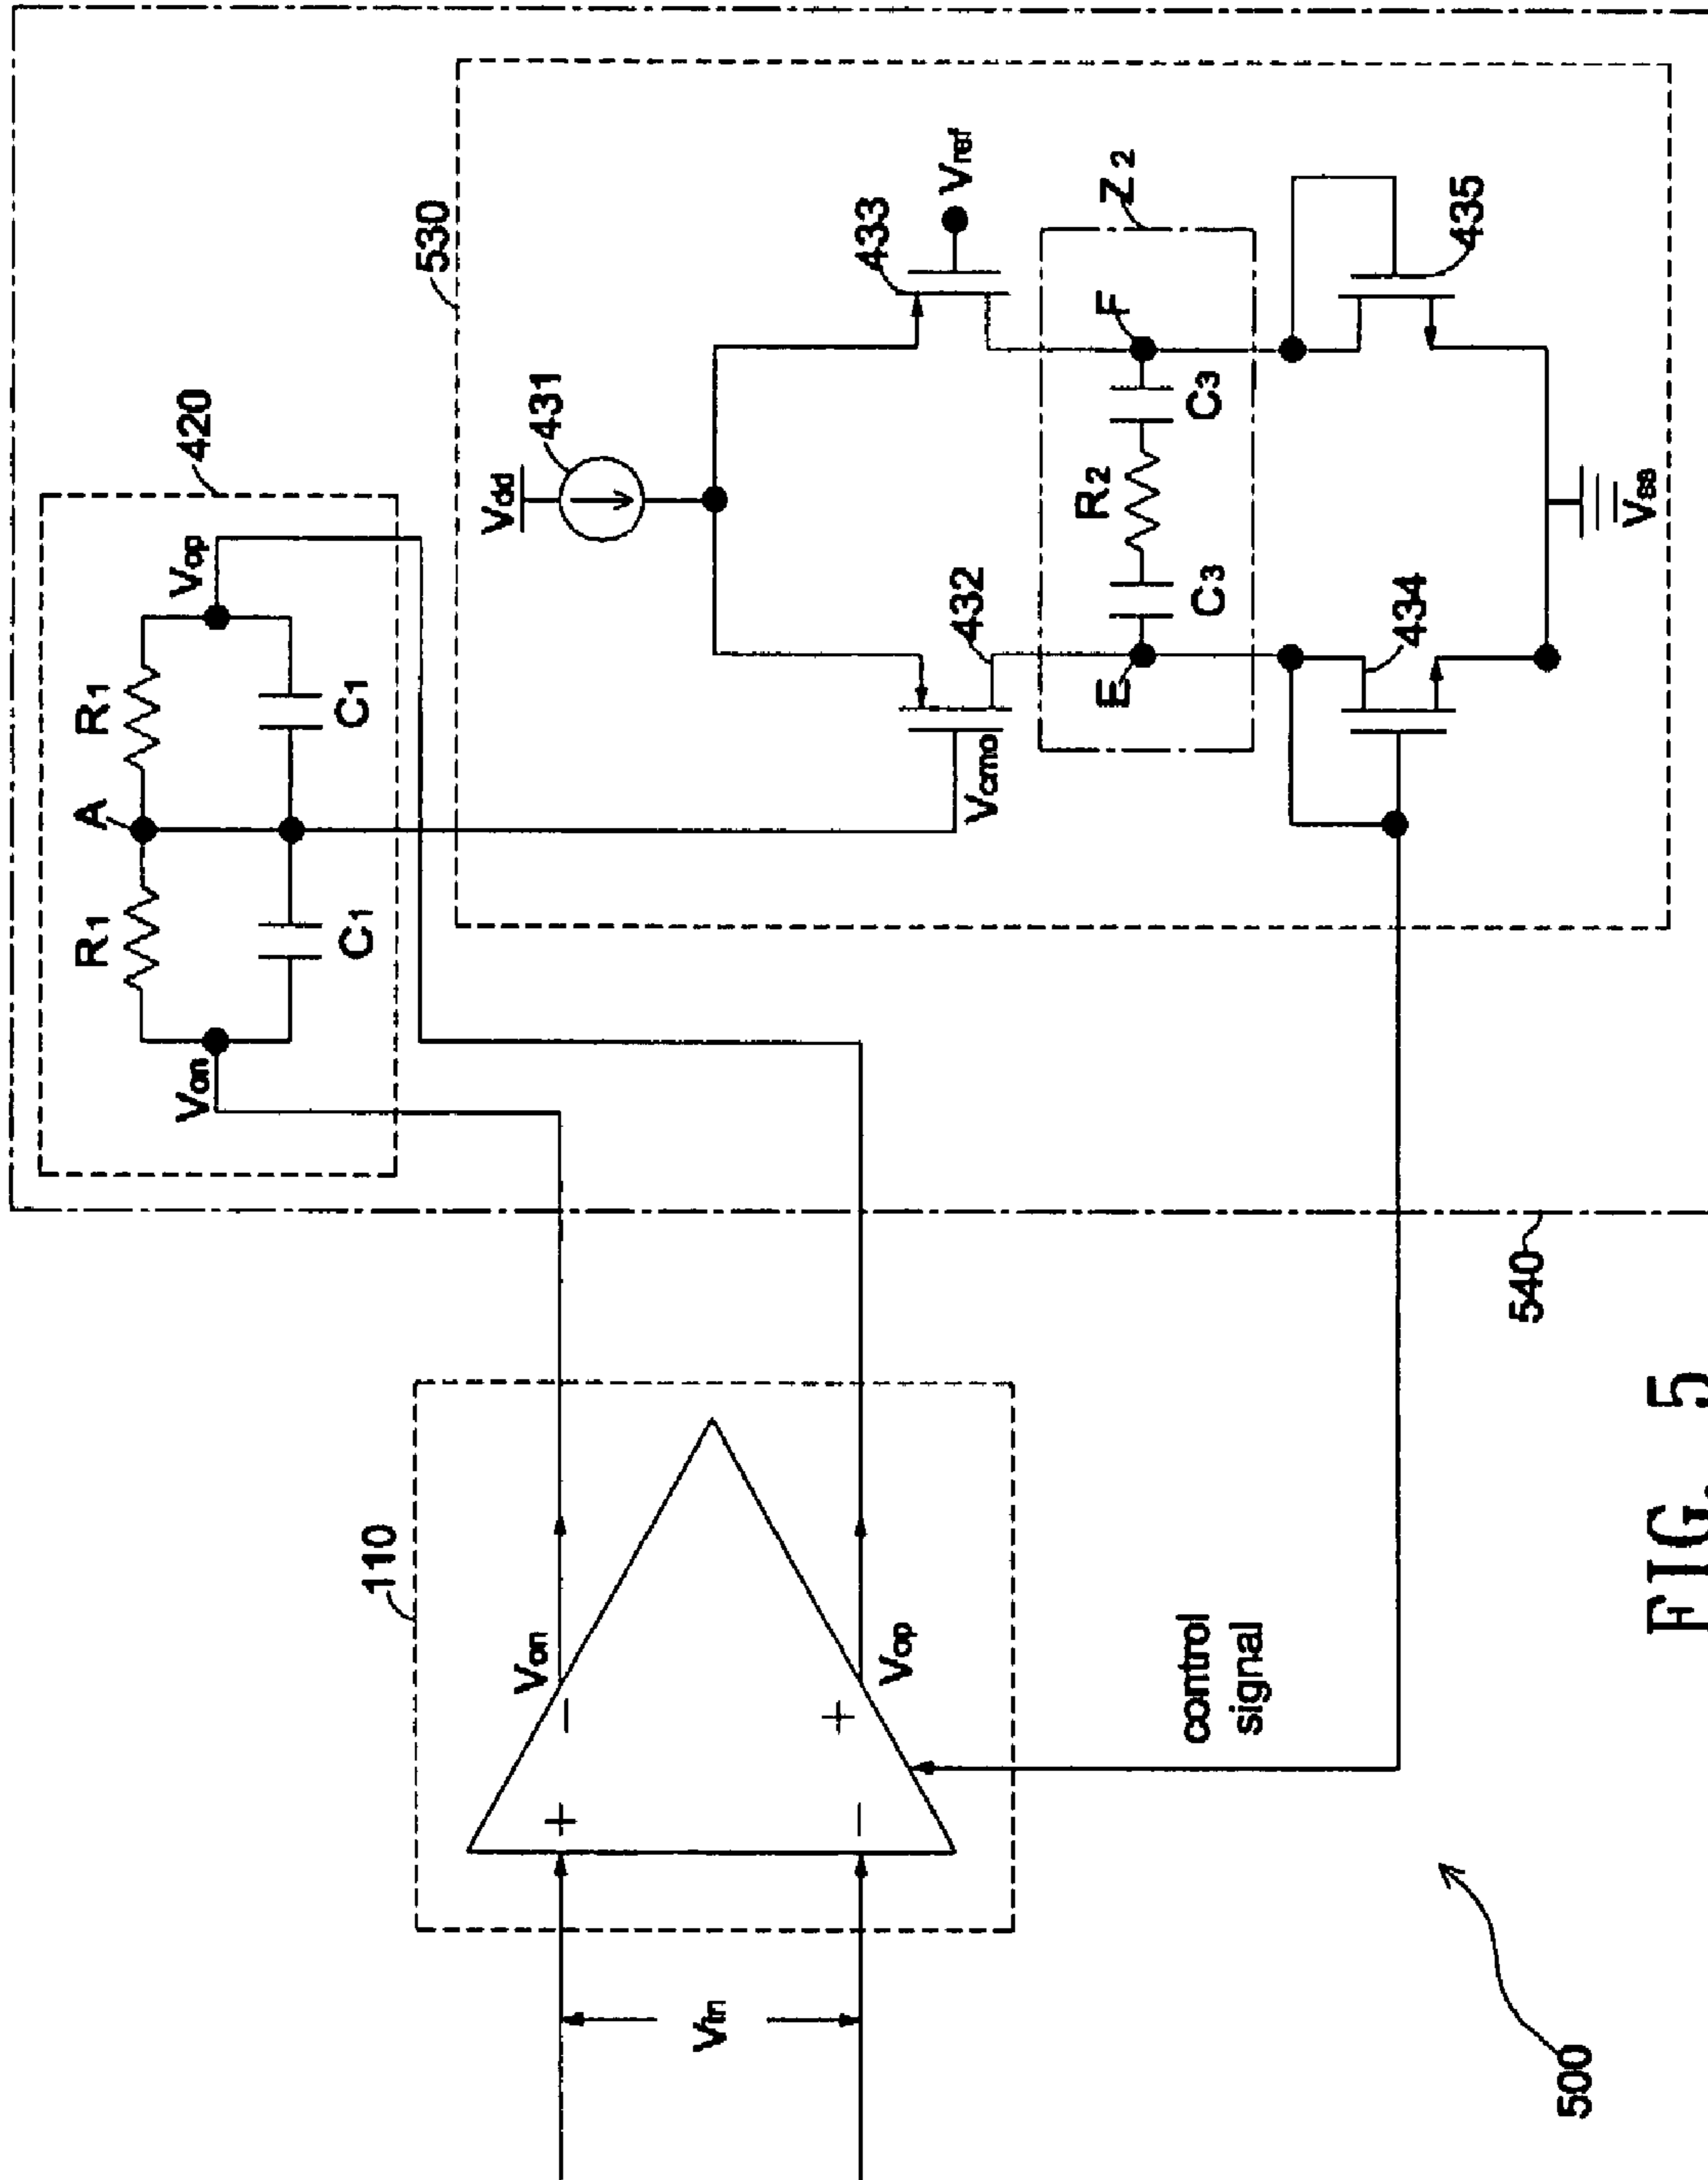 420
Von
R1
A
R1
Vop
C1
C1
530
Vdd
431
432
433
Vcmo
Vref
Z2
E
C3
R2
C3
F
434
435
Vss
540
110
Von
Vop
+
−
−
+
Vin
control
signal
500
FIG. 5